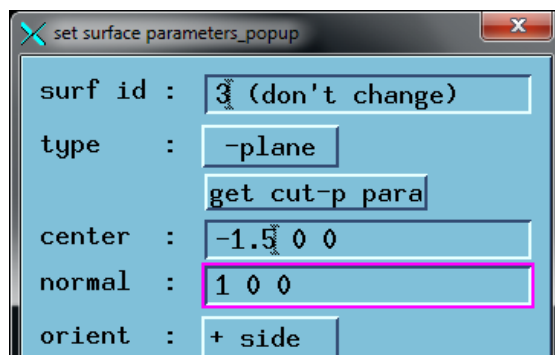 set surface parameters_popup
surf id : 3 (don't change)
type : -plane
get cut-p para
center : -1.5 0 0
normal : 1 0 0
orient : + side